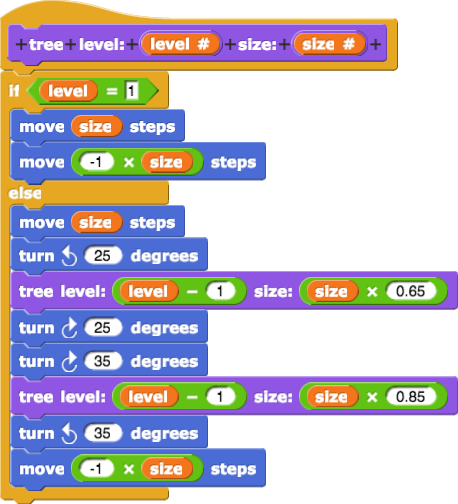 + tree + level: + level # + size: + size # +
if level = 1
move size steps
move -1 × size steps
else
move size steps
turn ↺ 25 degrees
tree level: level − 1 size: size × 0.65
turn ↻ 25 degrees
turn ↻ 35 degrees
tree level: level − 1 size: size × 0.85
turn ↺ 35 degrees
move -1 × size steps